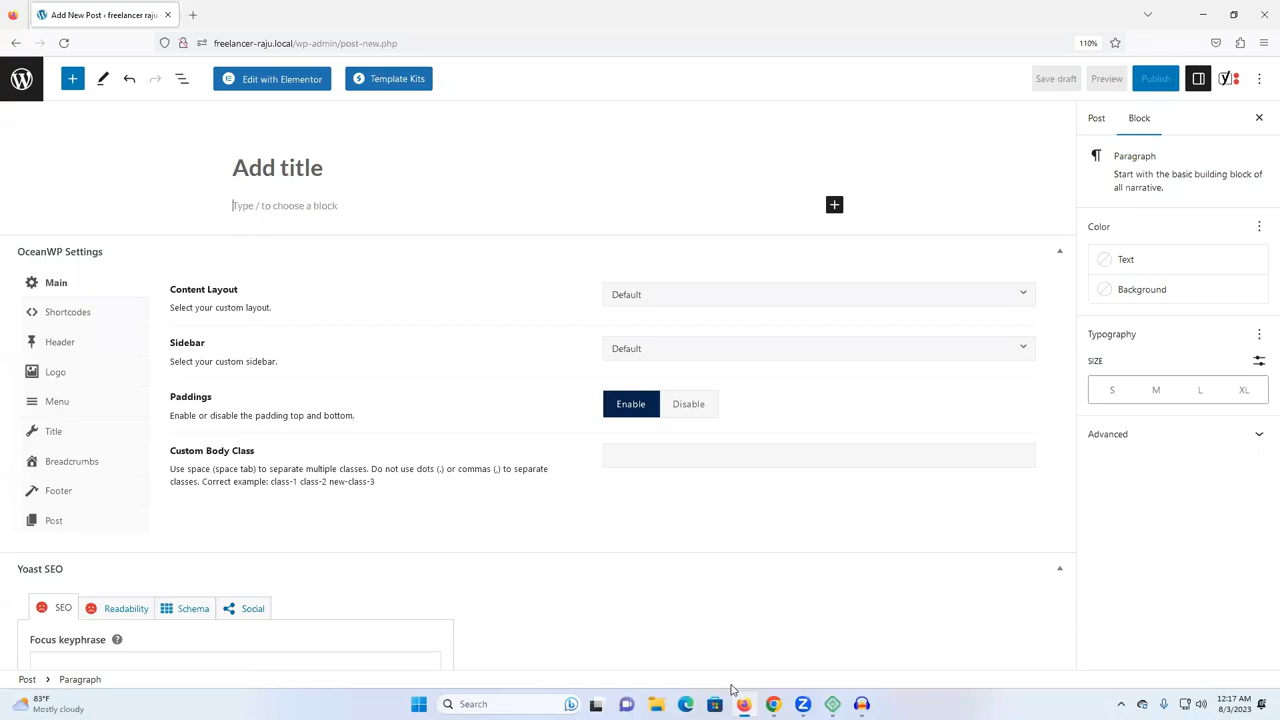 Add New Post ‹ freelancer raju
freelancer-raju.local/wp-admin/post-new.php
110%
Edit with Elementor
Template Kits
Save draft
Preview
Publish
Post
Block
Paragraph
Start with the basic building block of
all narrative.
Add title
Type / to choose a block
Color
Text
Background
OceanWP Settings
Main
Shortcodes
Header
Logo
Menu
Title
Breadcrumbs
Footer
Post
Content Layout
Select your custom layout.
Default
Sidebar
Select your custom sidebar.
Default
Paddings
Enable or disable the padding top and bottom.
Enable
Disable
Custom Body Class
Use space (space tab) to separate multiple classes. Do not use dots (.) or commas (,) to separate
classes. Correct example: class-1 class-2 new-class-3
Typography
SIZE
S
M
L
XL
Advanced
Yoast SEO
SEO
Readability
Schema
Social
Focus keyphrase
Post
Paragraph
83°F
Mostly cloudy
Search
12:17 AM
8/3/2023